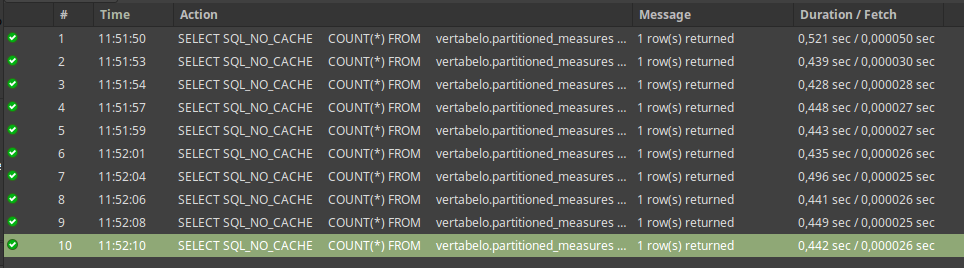 # Time Action Message Duration / Fetch
1 11:51:50 SELECT SQL_NO_CACHE COUNT(*) FROM vertabelo.partitioned_measures ... 1 row(s) returned 0,521 sec / 0,000050 sec
2 11:51:53 SELECT SQL_NO_CACHE COUNT(*) FROM vertabelo.partitioned_measures ... 1 row(s) returned 0,439 sec / 0,000030 sec
3 11:51:54 SELECT SQL_NO_CACHE COUNT(*) FROM vertabelo.partitioned_measures ... 1 row(s) returned 0,428 sec / 0,000028 sec
4 11:51:57 SELECT SQL_NO_CACHE COUNT(*) FROM vertabelo.partitioned_measures ... 1 row(s) returned 0,448 sec / 0,000027 sec
5 11:51:59 SELECT SQL_NO_CACHE COUNT(*) FROM vertabelo.partitioned_measures ... 1 row(s) returned 0,443 sec / 0,000027 sec
6 11:52:01 SELECT SQL_NO_CACHE COUNT(*) FROM vertabelo.partitioned_measures ... 1 row(s) returned 0,435 sec / 0,000026 sec
7 11:52:04 SELECT SQL_NO_CACHE COUNT(*) FROM vertabelo.partitioned_measures ... 1 row(s) returned 0,496 sec / 0,000025 sec
8 11:52:06 SELECT SQL_NO_CACHE COUNT(*) FROM vertabelo.partitioned_measures ... 1 row(s) returned 0,441 sec / 0,000026 sec
9 11:52:08 SELECT SQL_NO_CACHE COUNT(*) FROM vertabelo.partitioned_measures ... 1 row(s) returned 0,449 sec / 0,000025 sec
10 11:52:10 SELECT SQL_NO_CACHE COUNT(*) FROM vertabelo.partitioned_measures ... 1 row(s) returned 0,442 sec / 0,000026 sec